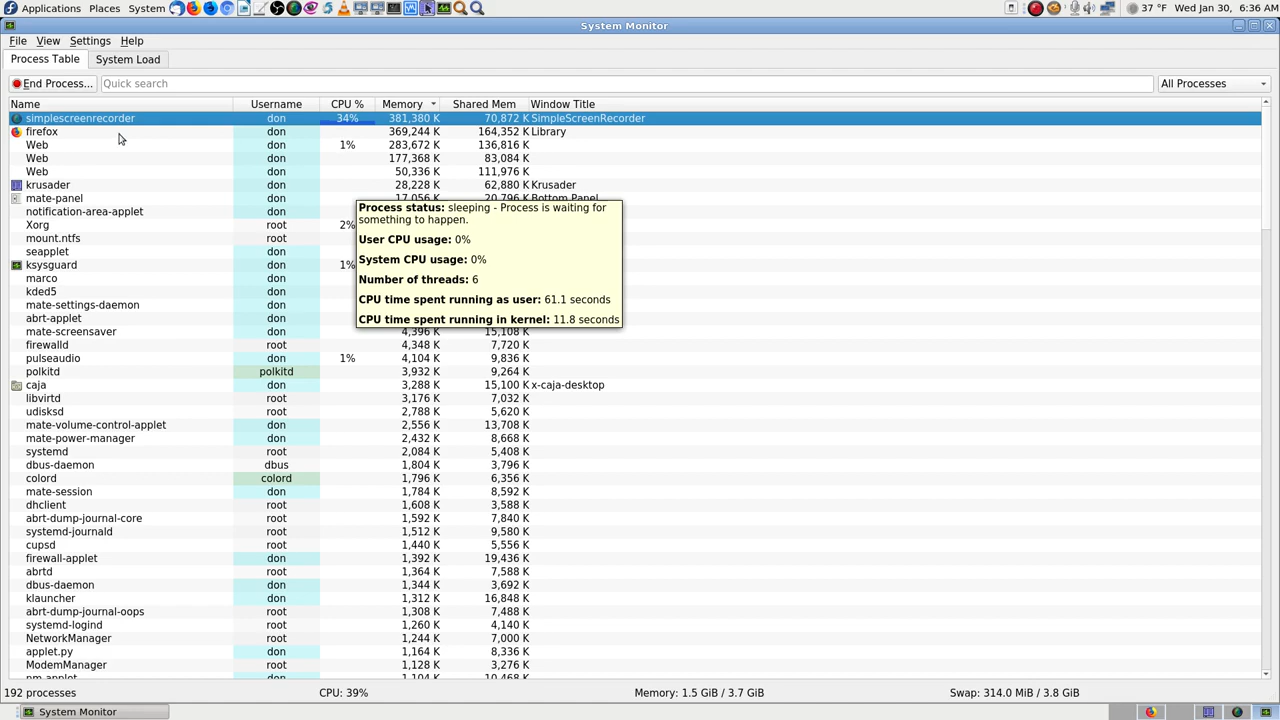 Applications Places System 37 °F Wed Jan 30, 6:36 AM
System Monitor
File View Settings Help
Process Table System Load
End Process... Quick search All Processes
Name Username CPU % Memory Shared Mem Window Title
simplescreenrecorder don 34% 381,380 K 70,872 K SimpleScreenRecorder
firefox don 369,244 K 164,352 K Library
Web don 1% 283,672 K 136,816 K
Web don 177,368 K 83,084 K
Web don 50,336 K 111,976 K
krusader don 28,228 K 62,880 K Krusader
mate-panel don 17,056 K 20,796 K Bottom Panel
notification-area-applet don
Xorg root 2%
mount.ntfs root
seapplet don
ksysguard don 1%
marco don
kded5 don
mate-settings-daemon don
abrt-applet don
Process status: sleeping - Process is waiting for
something to happen.
User CPU usage: 0%
System CPU usage: 0%
Number of threads: 6
CPU time spent running as user: 61.1 seconds
CPU time spent running in kernel: 11.8 seconds
mate-screensaver don 4,396 K 15,108 K
firewalld root 4,348 K 7,720 K
pulseaudio don 1% 4,104 K 9,836 K
polkitd polkitd 3,932 K 9,264 K
caja don 3,288 K 15,100 K x-caja-desktop
libvirtd root 3,176 K 7,032 K
udisksd root 2,788 K 5,620 K
mate-volume-control-applet don 2,556 K 13,708 K
mate-power-manager don 2,432 K 8,668 K
systemd root 2,084 K 5,408 K
dbus-daemon dbus 1,804 K 3,796 K
colord colord 1,796 K 6,356 K
mate-session don 1,784 K 8,592 K
dhclient root 1,608 K 3,588 K
abrt-dump-journal-core root 1,592 K 7,840 K
systemd-journald root 1,512 K 9,580 K
cupsd root 1,440 K 5,556 K
firewall-applet don 1,392 K 19,436 K
abrtd root 1,364 K 7,588 K
dbus-daemon don 1,344 K 3,692 K
klauncher don 1,312 K 16,848 K
abrt-dump-journal-oops root 1,308 K 7,488 K
systemd-logind root 1,260 K 4,140 K
NetworkManager root 1,244 K 7,000 K
applet.py don 1,164 K 8,336 K
ModemManager root 1,128 K 3,276 K
nm-applet don 1,104 K 10,468 K
192 processes CPU: 39% Memory: 1.5 GiB / 3.7 GiB Swap: 314.0 MiB / 3.8 GiB
System Monitor